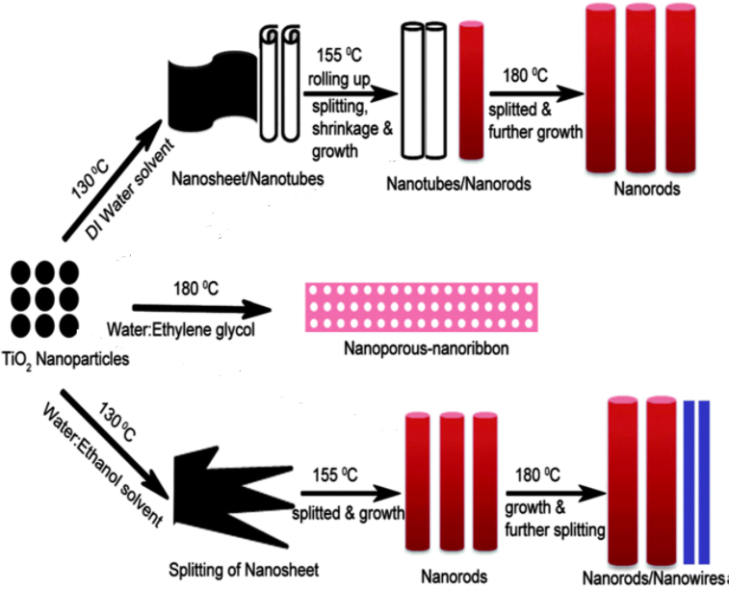 130 ⁰C
DI Water solvent
Nanosheet/Nanotubes
155 ⁰C
rolling up
splitting,
shrinkage &
growth
Nanotubes/Nanorods
180 ⁰C
splitted &
further growth
Nanorods
TiO₂ Nanoparticles
180 ⁰C
Water:Ethylene glycol
Nanoporous-nanoribbon
130⁰C
Water:Ethanol solvent
Splitting of Nanosheet
155 ⁰C
splitted & growth
Nanorods
180 ⁰C
growth &
further splitting
Nanorods/Nanowires